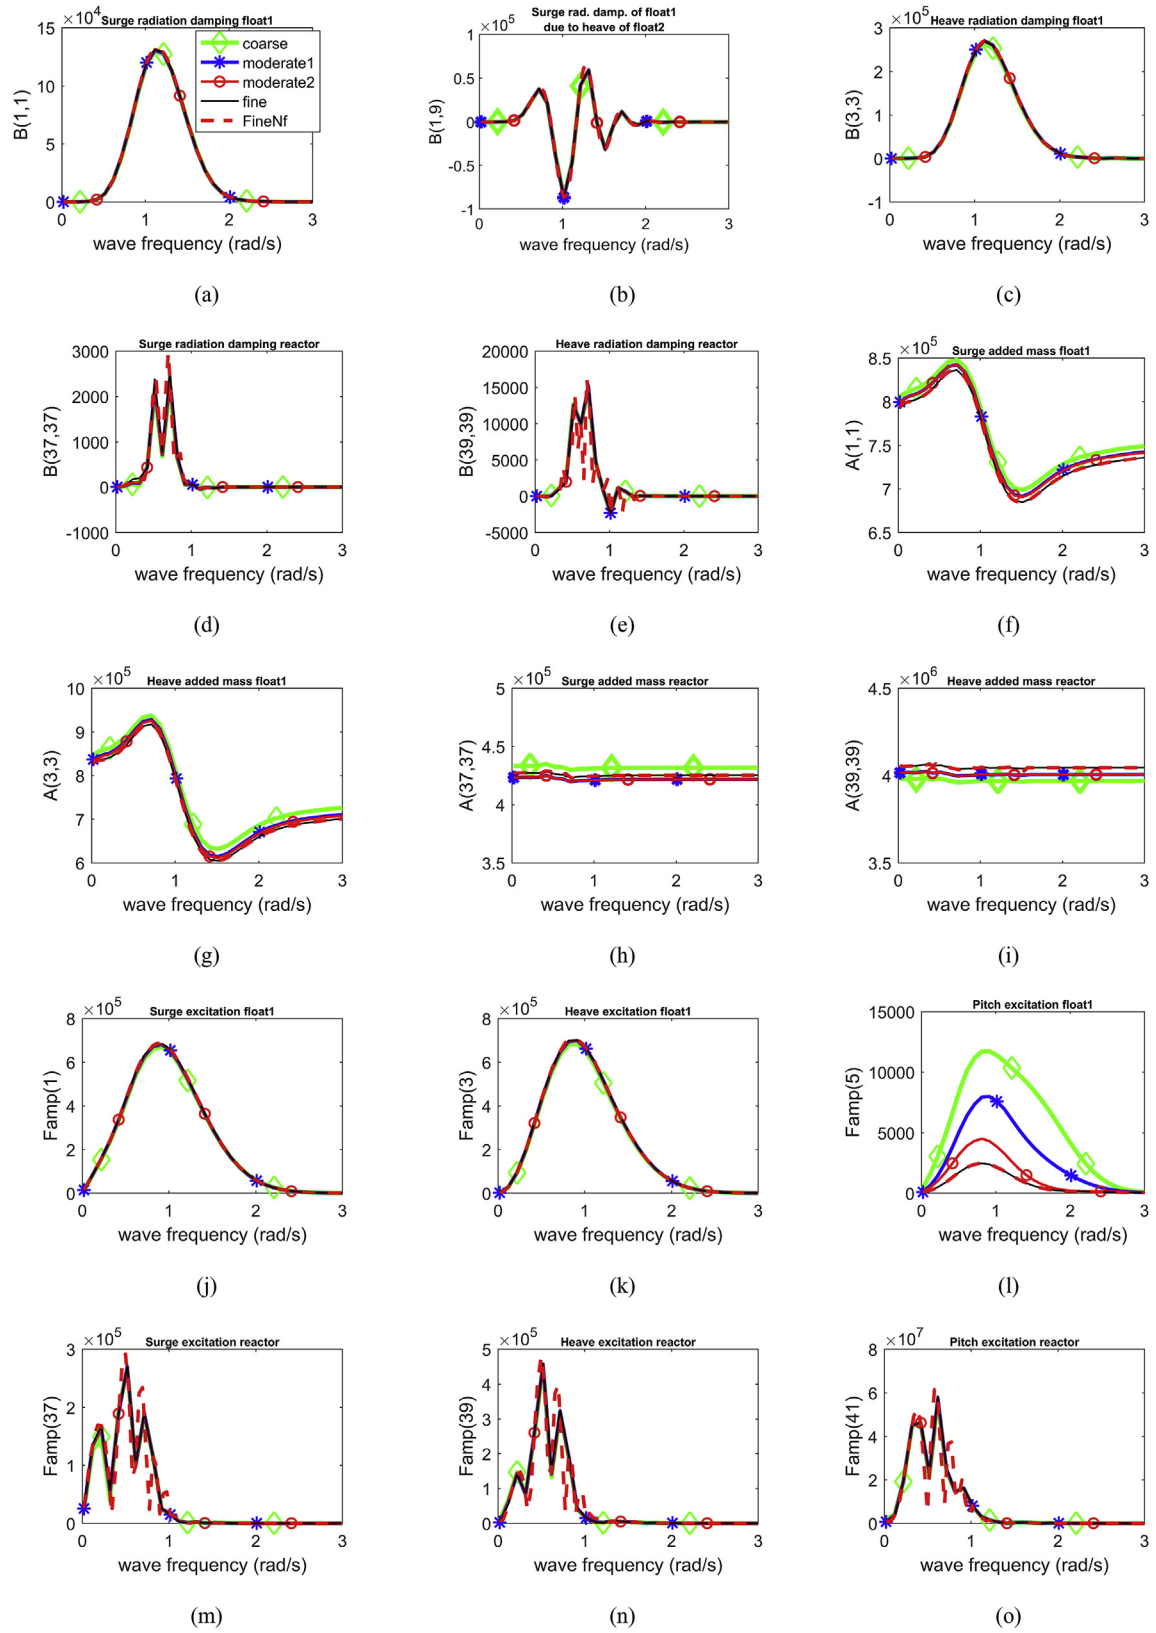 ×10⁴
Surge radiation damping float1
15
10
5
0
B(1,1)
coarse
moderate1
moderate2
fine
FineNf
0 1 2 3
wave frequency (rad/s)
(a)
Surge rad. damp. of float1
due to heave of float2
×10⁵
1
0.5
0
-0.5
-1
B(1,9)
0 1 2 3
wave frequency (rad/s)
(b)
×10⁵
Heave radiation damping float1
3
2
1
0
-1
B(3,3)
0 1 2 3
wave frequency (rad/s)
(c)
Surge radiation damping reactor
3000
2000
1000
0
-1000
B(37,37)
0 1 2 3
wave frequency (rad/s)
(d)
Heave radiation damping reactor
20000
15000
10000
5000
0
-5000
B(39,39)
0 1 2 3
wave frequency (rad/s)
(e)
×10⁵
Surge added mass float1
8.5
8
7.5
7
6.5
A(1,1)
0 1 2 3
wave frequency (rad/s)
(f)
×10⁵
Heave added mass float1
10
9
8
7
6
A(3,3)
0 1 2 3
wave frequency (rad/s)
(g)
×10⁵
Surge added mass reactor
5
4.5
4
3.5
A(37,37)
0 1 2 3
wave frequency (rad/s)
(h)
×10⁶
Heave added mass reactor
4.5
4
3.5
A(39,39)
0 1 2 3
wave frequency (rad/s)
(i)
×10⁵
Surge excitation float1
8
6
4
2
0
Famp(1)
0 1 2 3
wave frequency (rad/s)
(j)
×10⁵
Heave excitation float1
8
6
4
2
0
Famp(3)
0 1 2 3
wave frequency (rad/s)
(k)
Pitch excitation float1
15000
10000
5000
0
Famp(5)
0 1 2 3
wave frequency (rad/s)
(l)
×10⁵
Surge excitation reactor
3
2
1
0
Famp(37)
0 1 2 3
wave frequency (rad/s)
(m)
×10⁵
Heave excitation reactor
5
4
3
2
1
0
Famp(39)
0 1 2 3
wave frequency (rad/s)
(n)
×10⁷
Pitch excitation reactor
8
6
4
2
0
Famp(41)
0 1 2 3
wave frequency (rad/s)
(o)